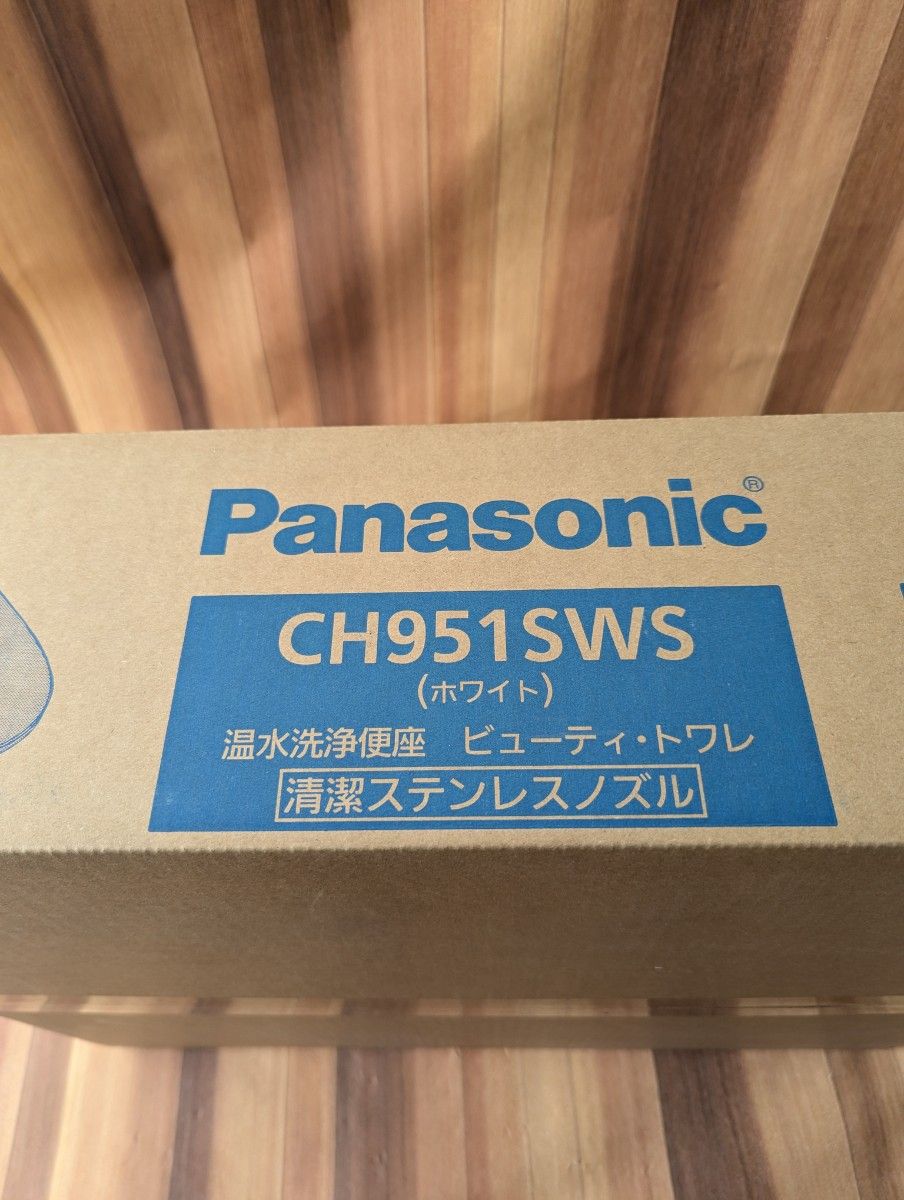 Panasonic®
CH951SWS
(ホワイト)
温水洗浄便座 ビューティ・トワレ
清潔ステンレスノズル